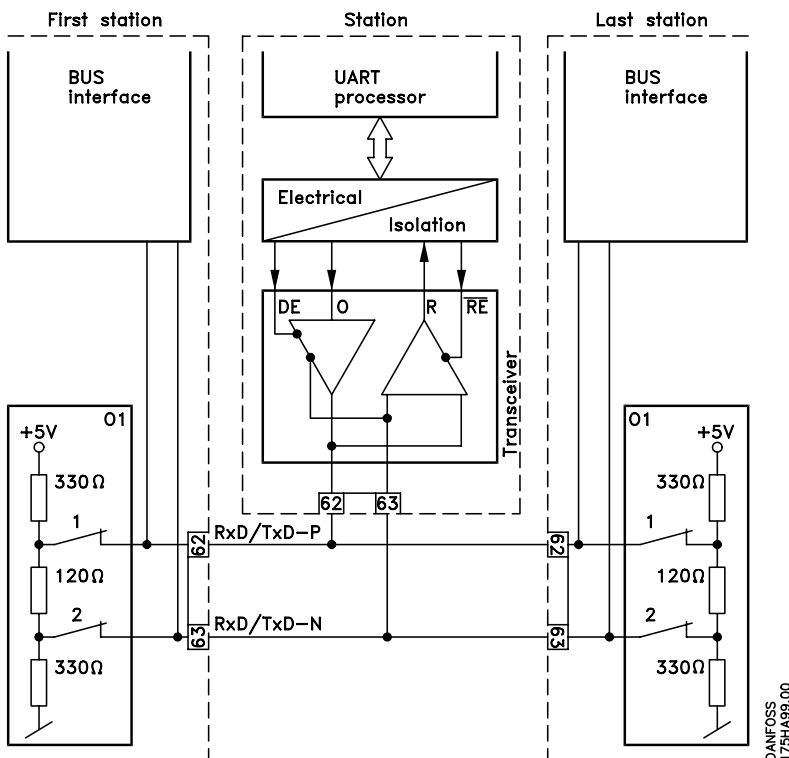 First station
Station
Last station
BUS
interface
UART
processor
BUS
interface
Electrical
Isolation
DE
O
R
RE
Transceiver
O1
+5V
330Ω
1
120Ω
2
330Ω
62
63
62
RxD/TxD-P
63
RxD/TxD-N
62
63
O1
+5V
330Ω
1
120Ω
2
330Ω
DANFOSS
175HA99.00